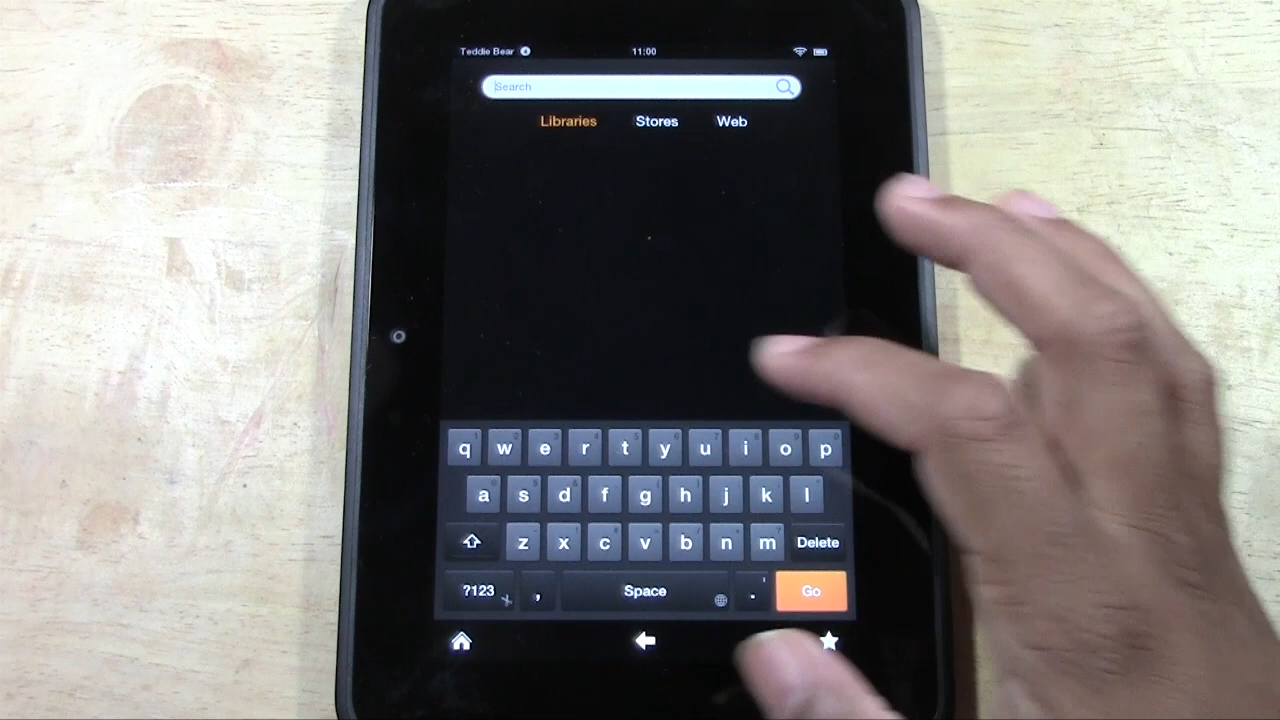 Teddie Bear 11:00
Search
Libraries Stores Web
q w e r t y u i o p
a s d f g h j k l
z x c v b n m Delete
?123 , Space . Go